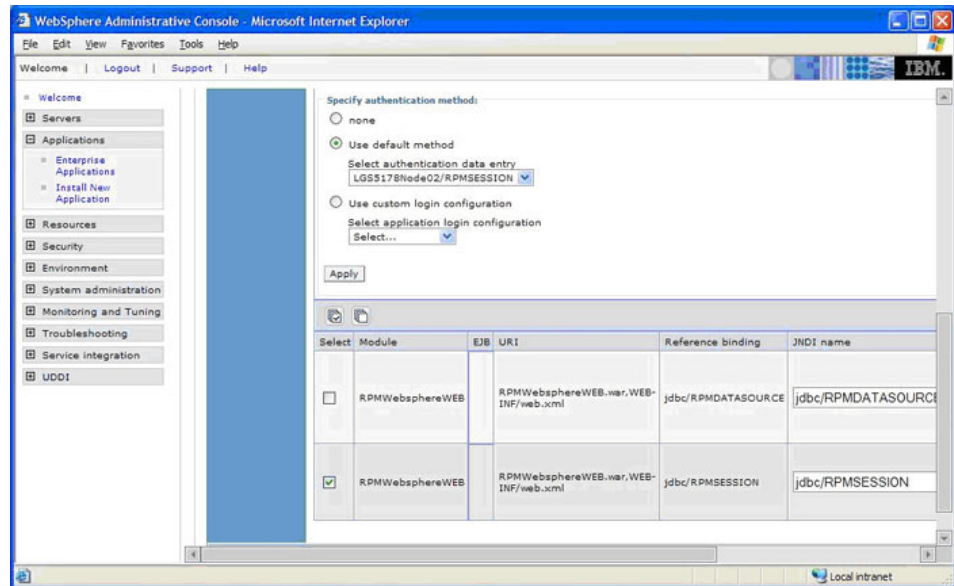 WebSphere Administrative Console - Microsoft Internet Explorer
File Edit View Favorites Tools Help
Welcome | Logout | Support | Help
IBM.
Welcome
Servers
Applications
Enterprise
Applications
Install New
Application
Resources
Security
Environment
System administration
Monitoring and Tuning
Troubleshooting
Service integration
UDDI
Specify authentication method:
none
Use default method
Select authentication data entry
LGS5178Node02/RPMSESSION
Use custom login configuration
Select application login configuration
Select...
Apply
Select Module EJB URI Reference binding JNDI name
RPMWebsphereWEB RPMWebsphereWEB.war,WEB-
INF/web.xml jdbc/RPMDATASOURCE jdbc/RPMDATASOURCE
RPMWebsphereWEB RPMWebsphereWEB.war,WEB-
INF/web.xml jdbc/RPMSESSION jdbc/RPMSESSION
Local intranet